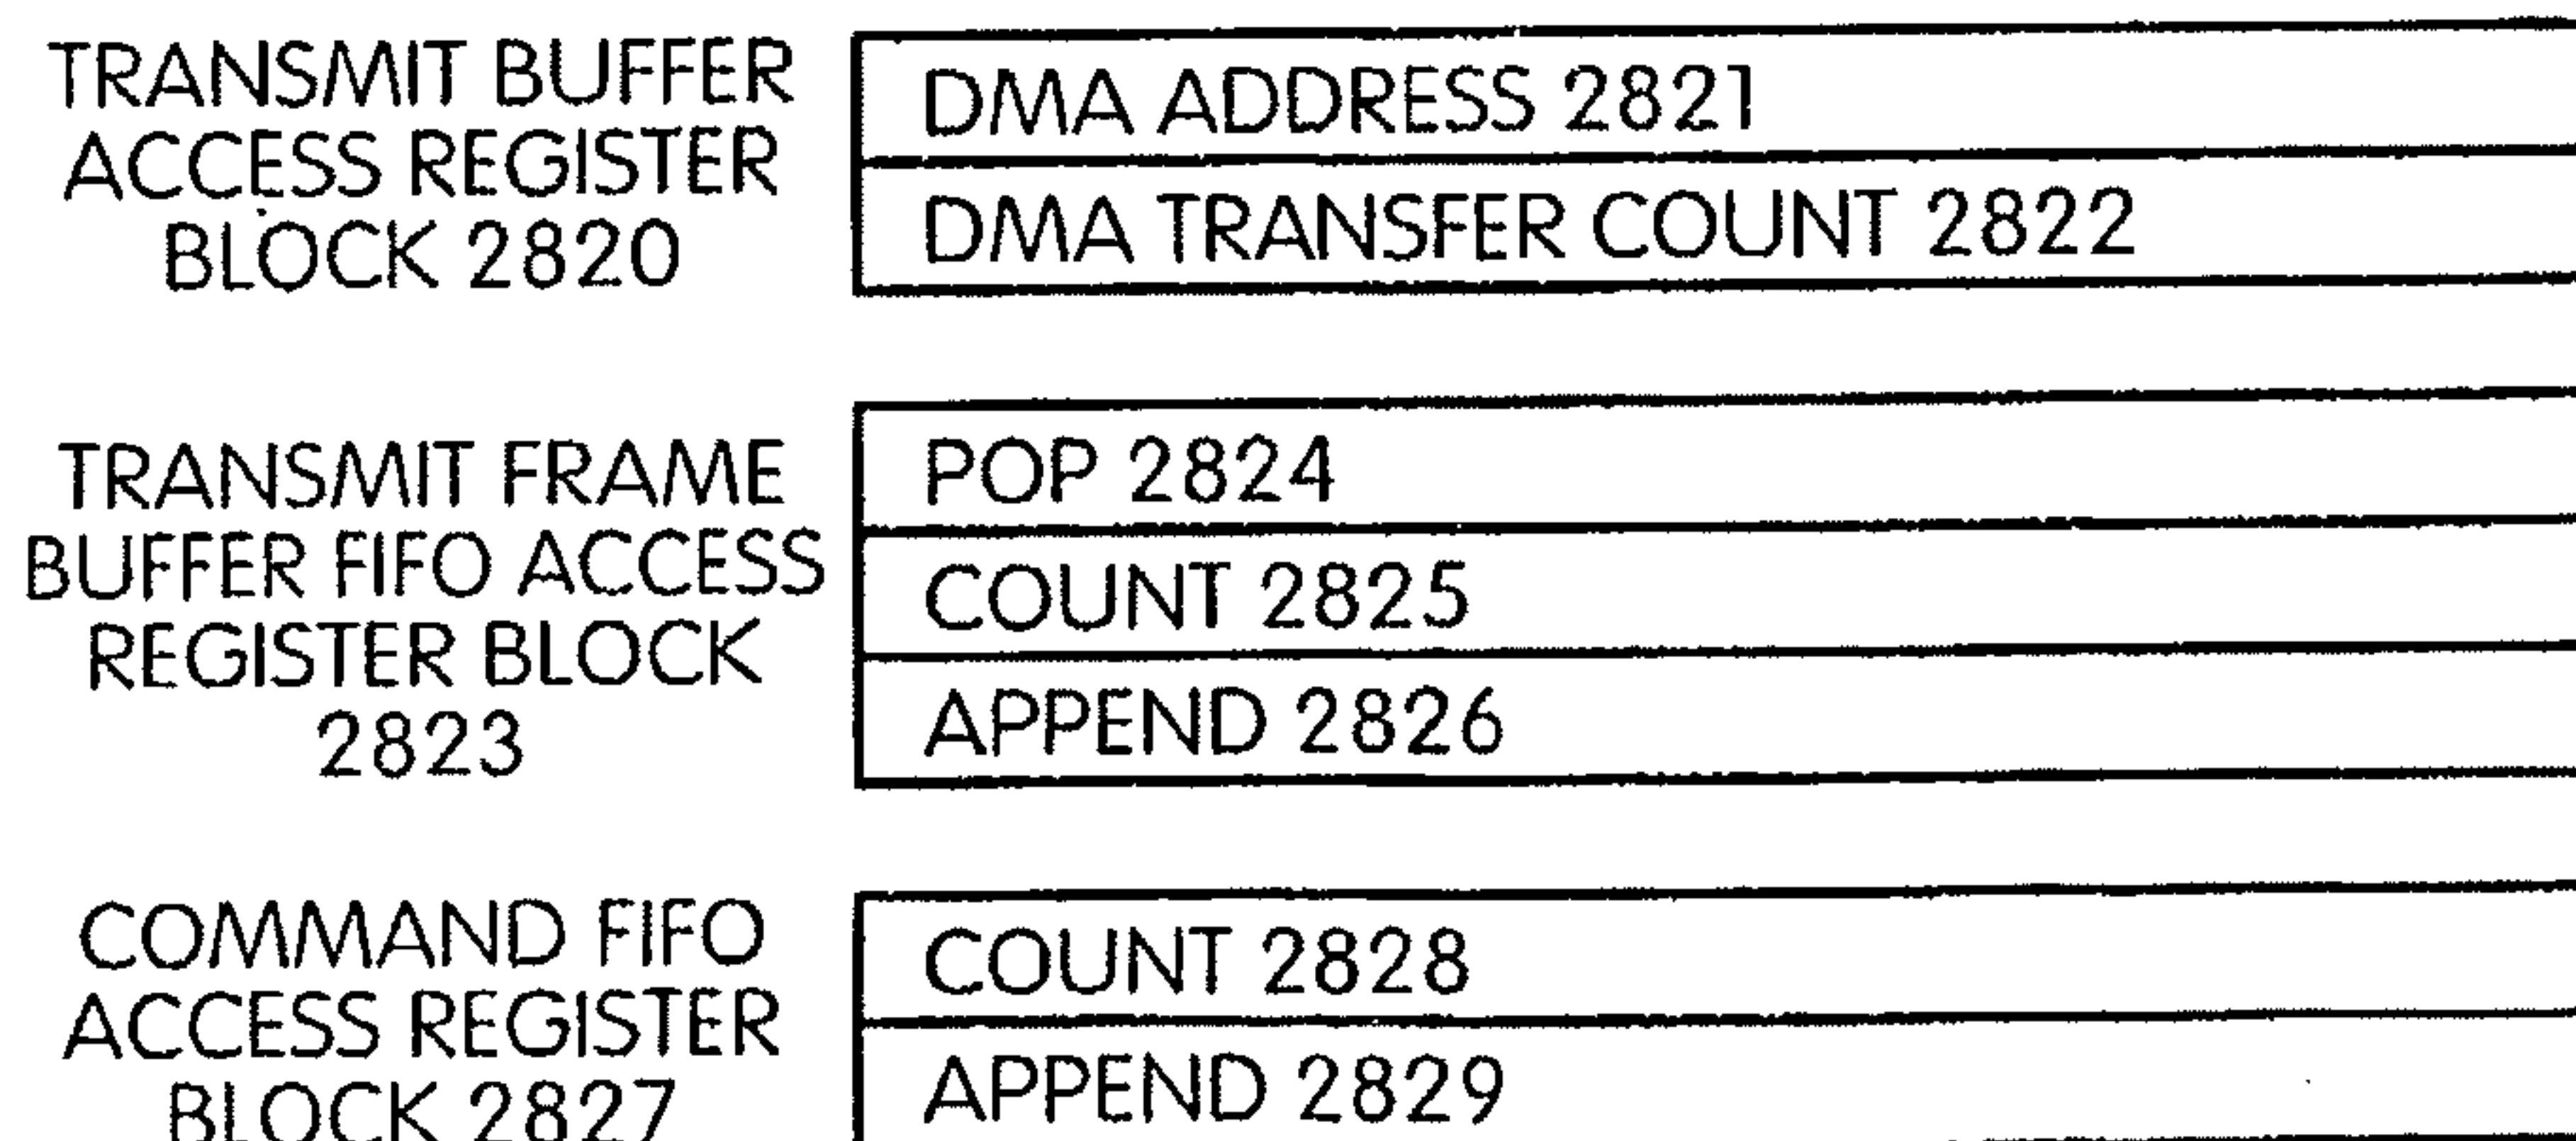 TRANSMIT BUFFER
ACCESS REGISTER
BLOCK 2820
DMA ADDRESS 2821
DMA TRANSFER COUNT 2822
TRANSMIT FRAME
BUFFER FIFO ACCESS
REGISTER BLOCK
2823
POP 2824
COUNT 2825
APPEND 2826
COMMAND FIFO
ACCESS REGISTER
BLOCK 2827
COUNT 2828
APPEND 2829